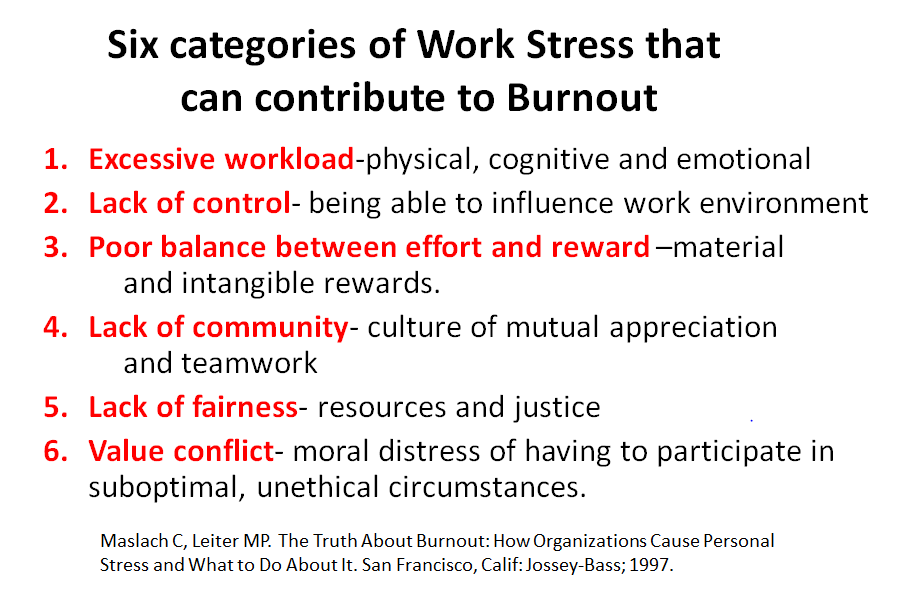 Six categories of Work Stress that
can contribute to Burnout
1. Excessive workload-physical, cognitive and emotional
2. Lack of control- being able to influence work environment
3. Poor balance between effort and reward –material
and intangible rewards.
4. Lack of community- culture of mutual appreciation
and teamwork
5. Lack of fairness- resources and justice
6. Value conflict- moral distress of having to participate in
suboptimal, unethical circumstances.
Maslach C, Leiter MP. The Truth About Burnout: How Organizations Cause Personal
Stress and What to Do About It. San Francisco, Calif: Jossey-Bass; 1997.